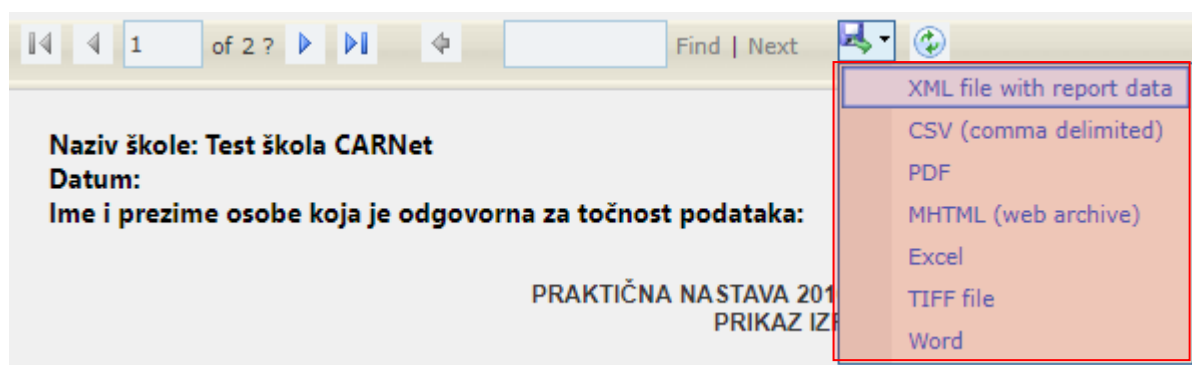 1 of 2 ? Find | Next
XML file with report data
CSV (comma delimited)
PDF
MHTML (web archive)
Excel
TIFF file
Word
Naziv škole: Test škola CARNet
Datum:
Ime i prezime osobe koja je odgovorna za točnost podataka:
PRAKTIČNA NASTAVA 201
PRIKAZ